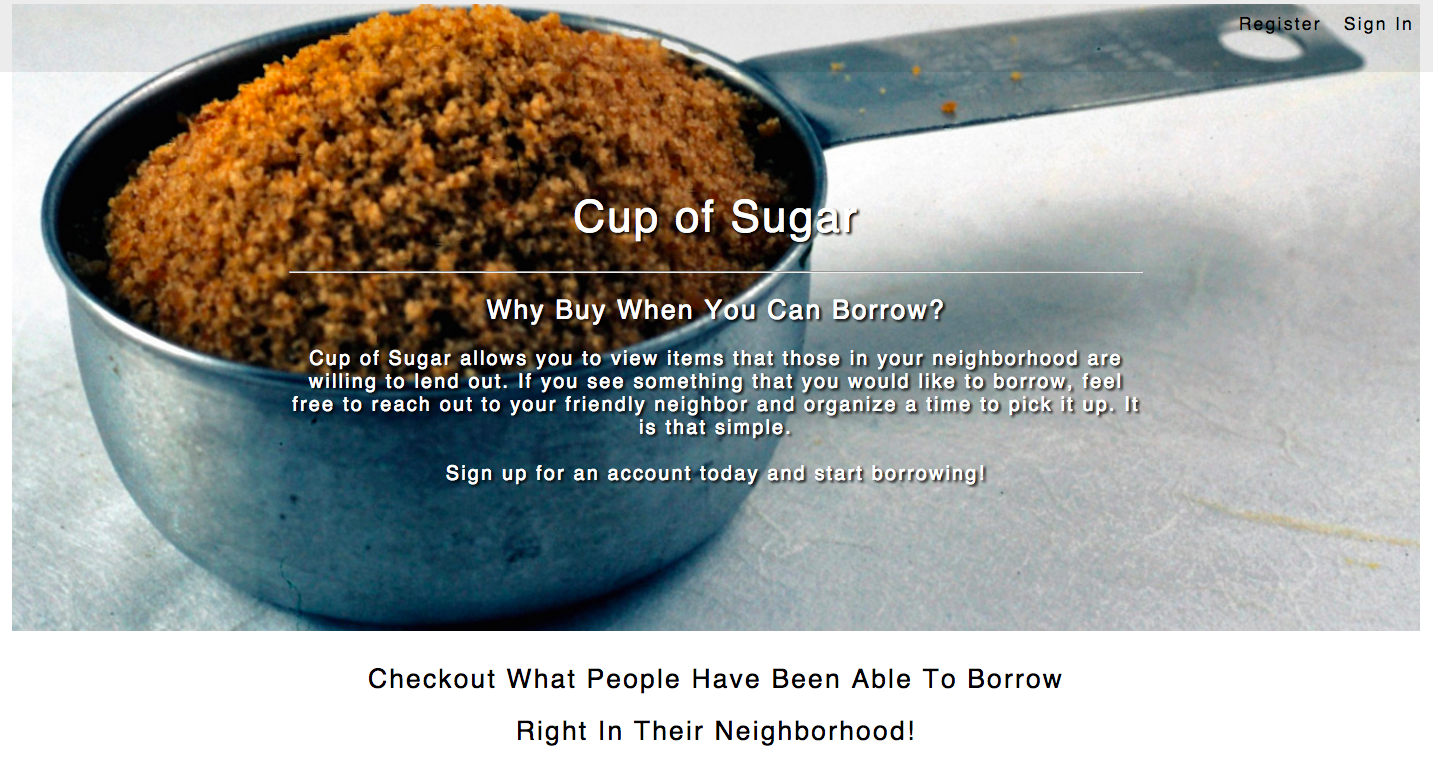 Register Sign In
Cup of Sugar
Why Buy When You Can Borrow?
Cup of Sugar allows you to view items that those in your neighborhood are
willing to lend out. If you see something that you would like to borrow, feel
free to reach out to your friendly neighbor and organize a time to pick it up. It
is that simple.
Sign up for an account today and start borrowing!
Checkout What People Have Been Able To Borrow
Right In Their Neighborhood!